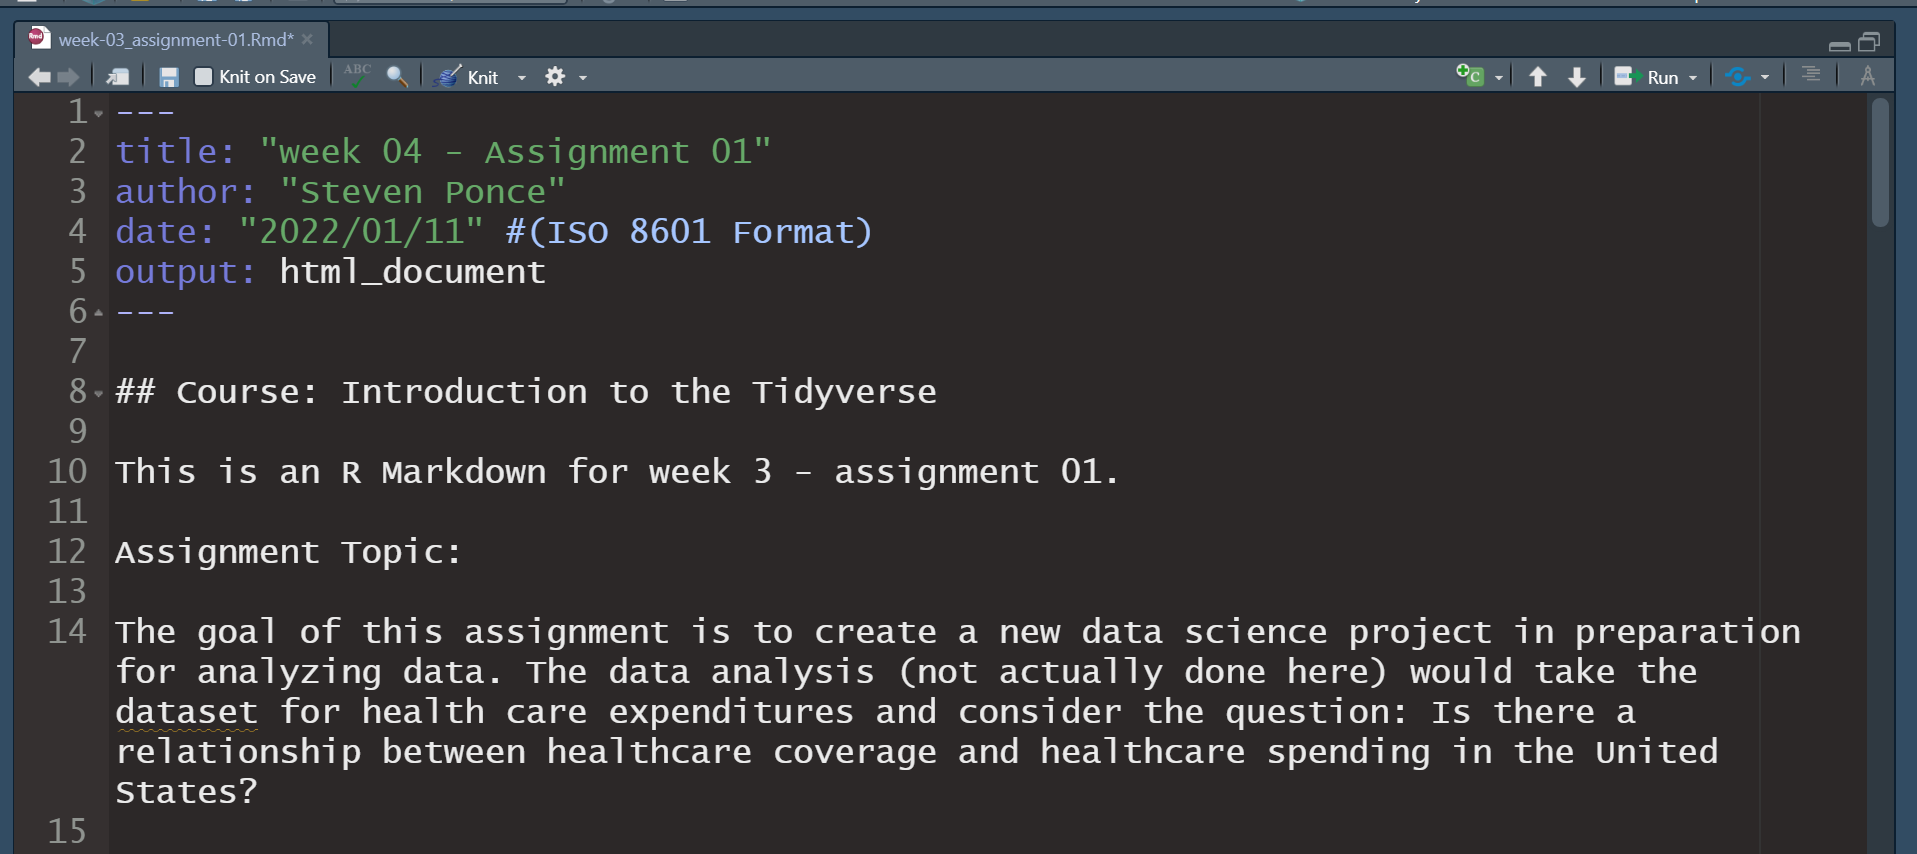 week-03_assignment-01.Rmd*
Knit on Save
ABC
Knit
Run
1 ---
2 title: "week 04 - Assignment 01"
3 author: "Steven Ponce"
4 date: "2022/01/11" #(ISO 8601 Format)
5 output: html_document
6 ---
7
8 ## Course: Introduction to the Tidyverse
9
10 This is an R Markdown for week 3 - assignment 01.
11
12 Assignment Topic:
13
14 The goal of this assignment is to create a new data science project in preparation
for analyzing data. The data analysis (not actually done here) would take the
dataset for health care expenditures and consider the question: Is there a
relationship between healthcare coverage and healthcare spending in the United
States?
15